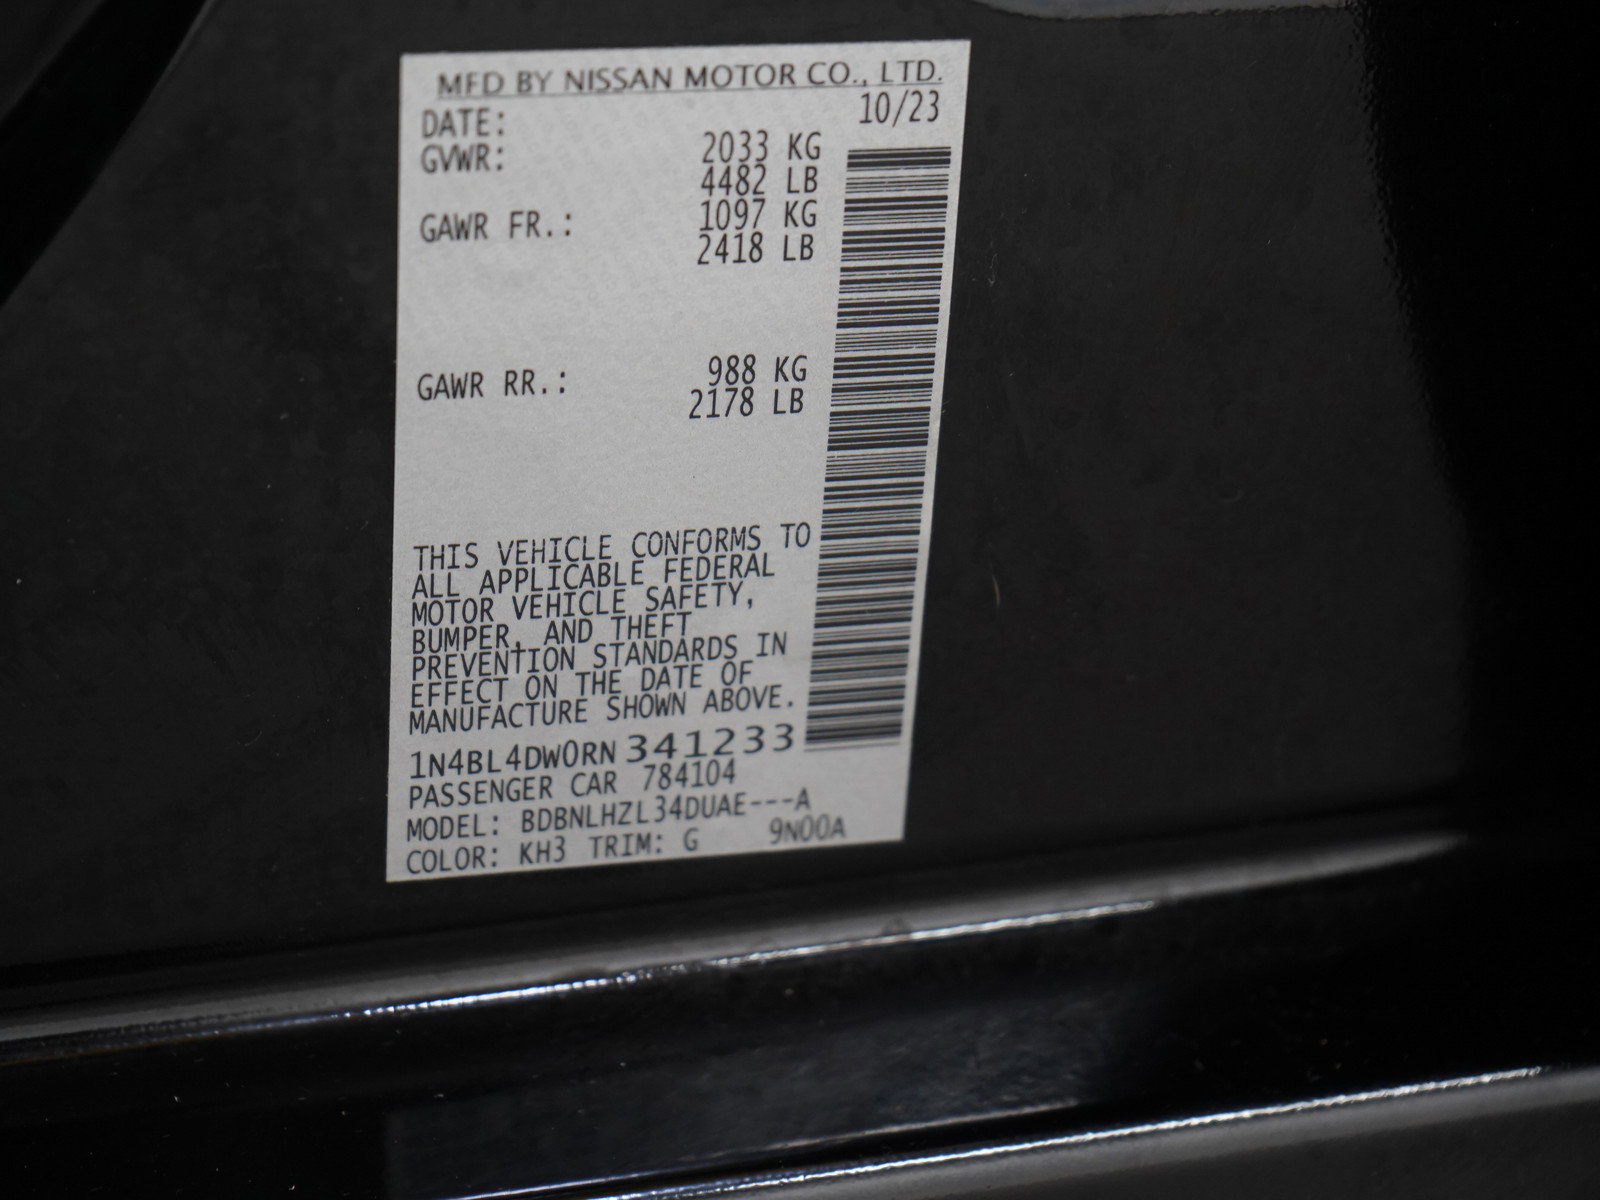 MFD BY NISSAN MOTOR CO., LTD.
DATE: 10/23
GVWR: 2033 KG
4482 LB
GAWR FR.: 1097 KG
2418 LB
GAWR RR.: 988 KG
2178 LB
THIS VEHICLE CONFORMS TO
ALL APPLICABLE FEDERAL
MOTOR VEHICLE SAFETY,
BUMPER, AND THEFT
PREVENTION STANDARDS IN
EFFECT ON THE DATE OF
MANUFACTURE SHOWN ABOVE.
1N4BL4DW0RN341233
PASSENGER CAR 784104
MODEL: BDBNLHZL34DUAE---A
COLOR: KH3 TRIM: G 9N00A